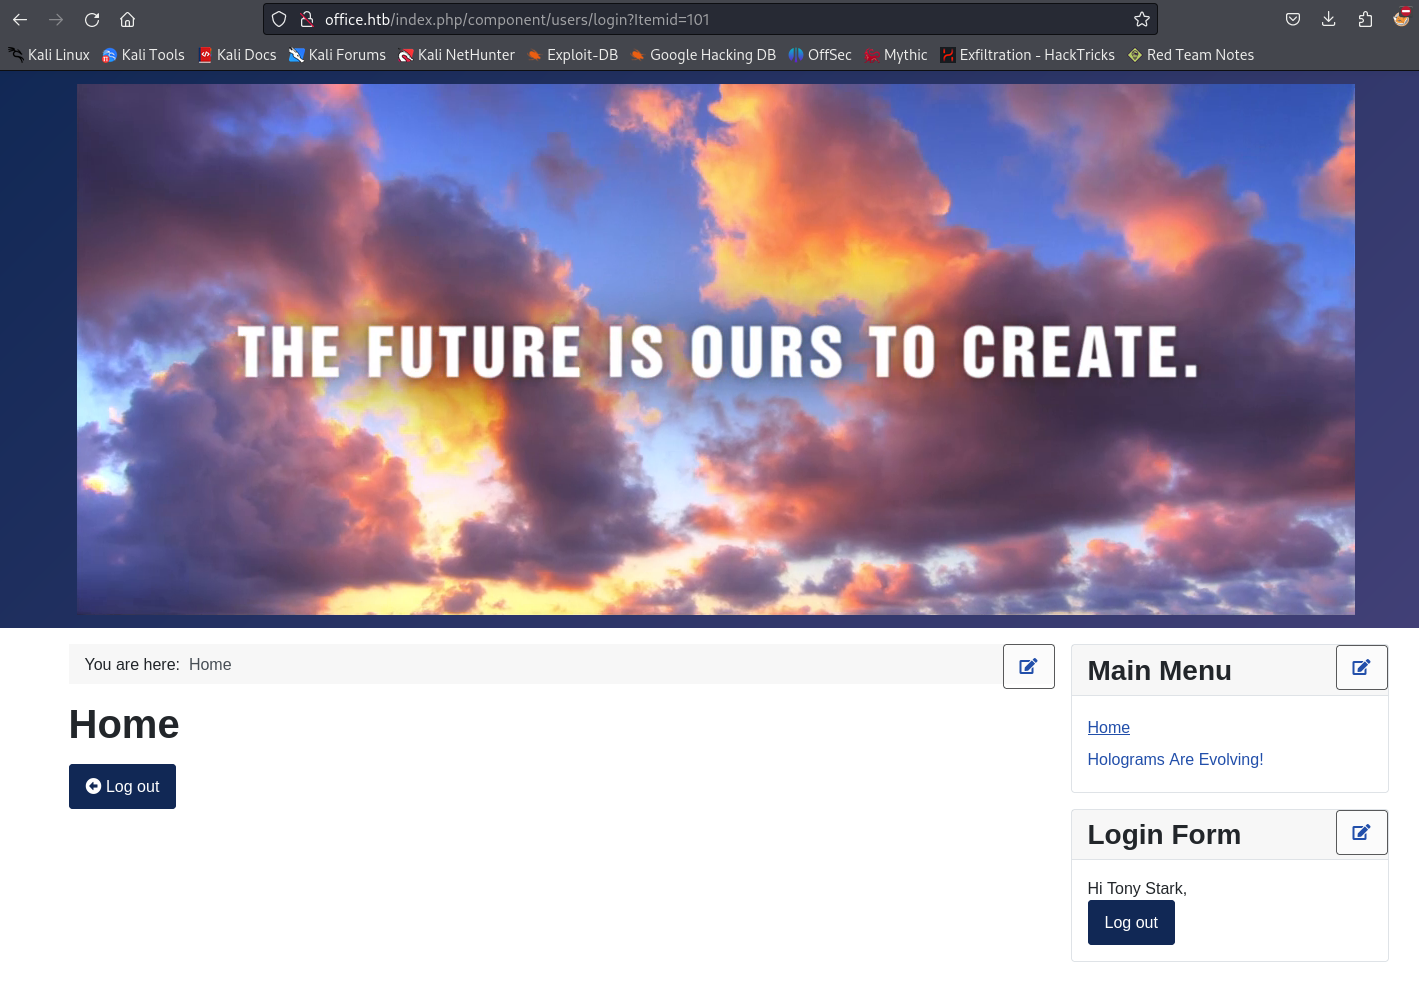 office.htb/index.php/component/users/login?Itemid=101
Kali Linux Kali Tools Kali Docs Kali Forums Kali NetHunter Exploit-DB Google Hacking DB OffSec Mythic Exfiltration - HackTricks Red Team Notes
THE FUTURE IS OURS TO CREATE.
You are here: Home
Home
Log out
Main Menu
Home
Holograms Are Evolving!
Login Form
Hi Tony Stark,
Log out